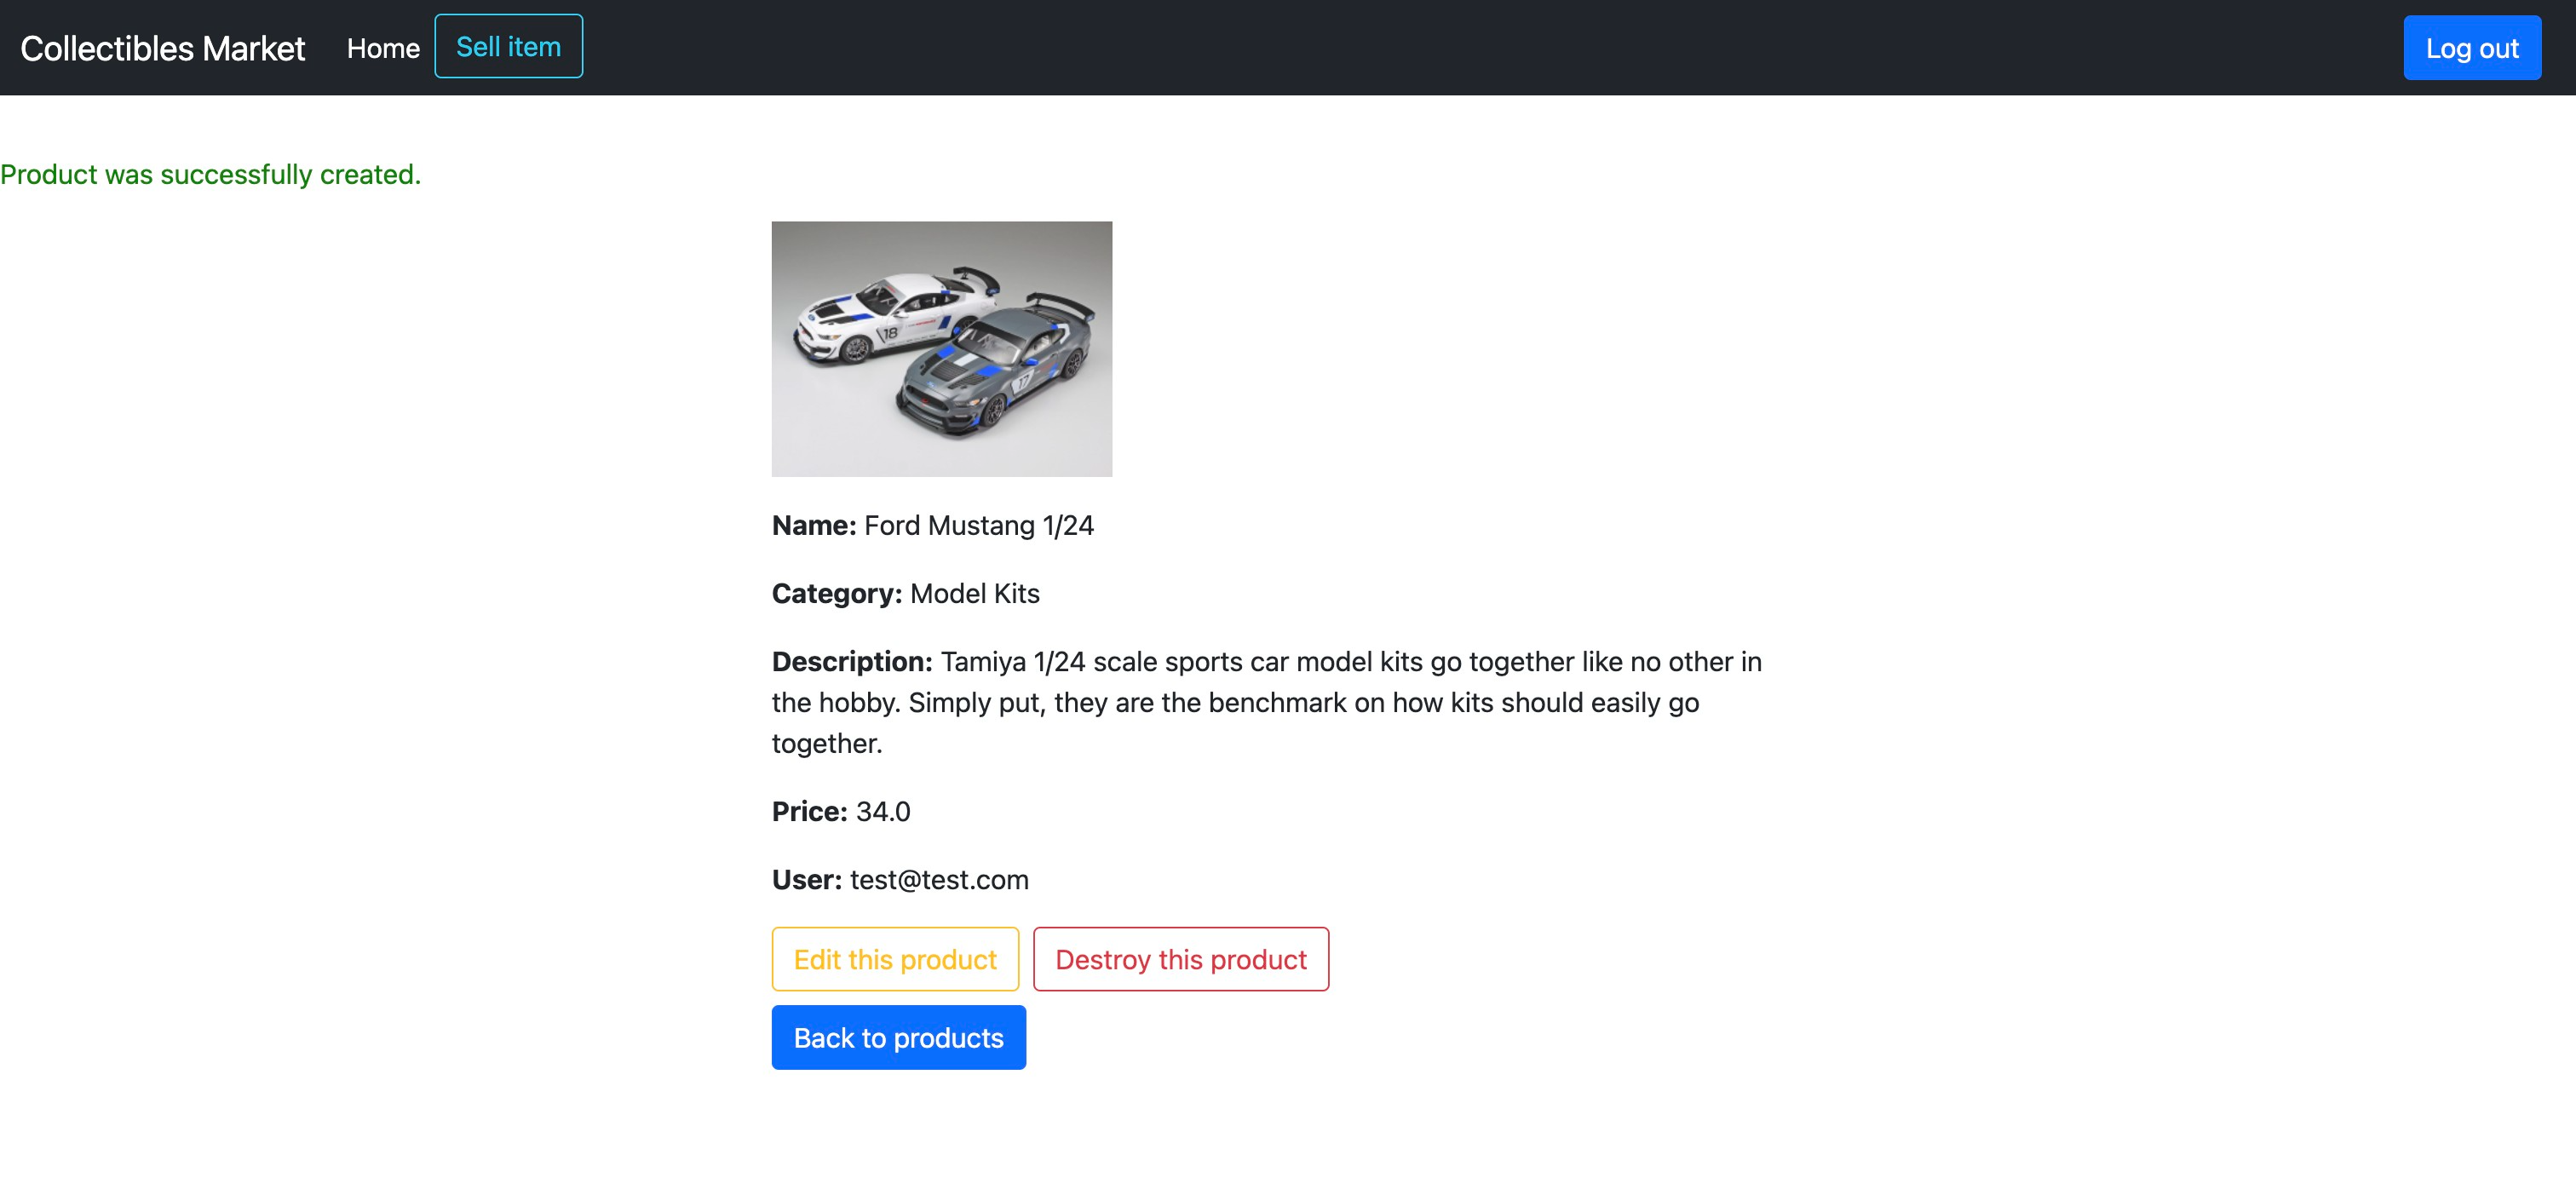 Collectibles Market Home Sell item Log out
Product was successfully created.
18
17
Name: Ford Mustang 1/24
Category: Model Kits
Description: Tamiya 1/24 scale sports car model kits go together like no other in
the hobby. Simply put, they are the benchmark on how kits should easily go
together.
Price: 34.0
User: test@test.com
Edit this product Destroy this product
Back to products